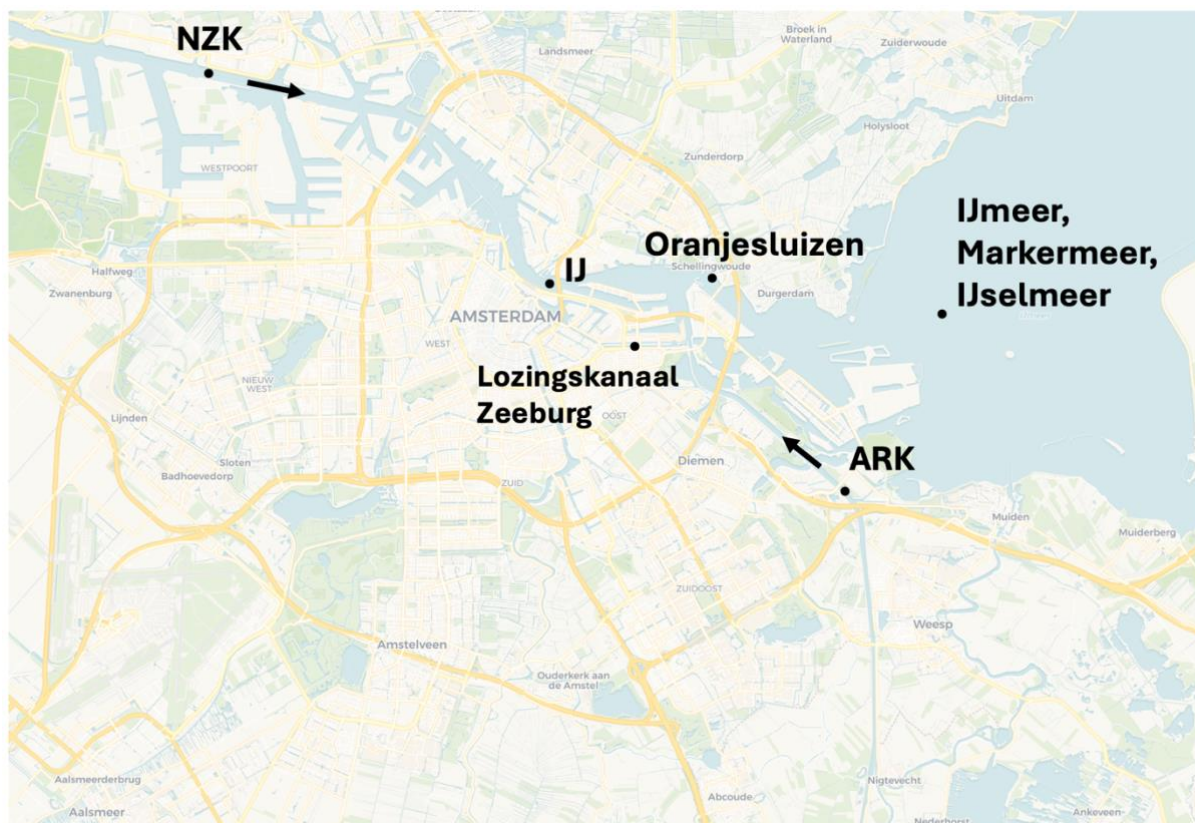 NZK
Broek in
Waterland
Zuiderwoude
Landsmeer
Uitdam
Holysloot
Zunderdorp
WESTPOORT
IJmeer,
Markermeer,
IJselmeer
Oranjesluizen
Schellingwoude
Halfweg
IJ
Durgerdam
Zwanenburg
AMSTERDAM
WEST
Lozingskanaal
Zeeburg
NIEUW
WEST
OOST
Lijnden
Sloten
Diemen
ARK
Badhoevedorp
ZUID
Muiden
Muiderberg
ZUIDOOST
Weesp
Amstelveen
Ouderkerk aan
de Amstel
Aalsmeerderbrug
Nigtevecht
Abcoude
Aalsmeer
Ankeveen